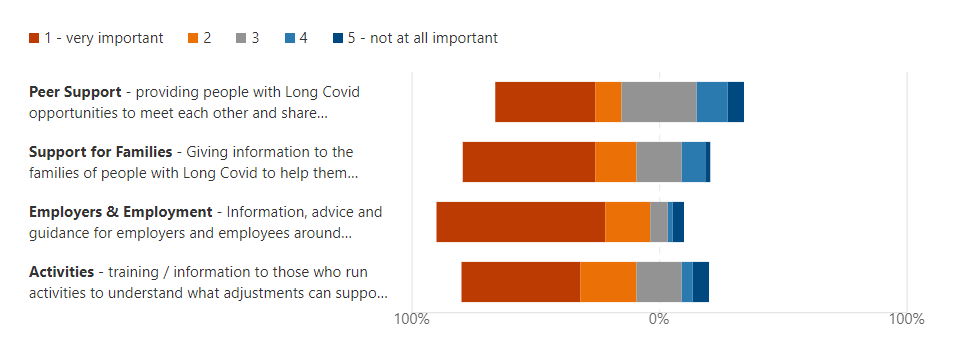 1 - very important 2 3 4 5 - not at all important
Peer Support - providing people with Long Covid
opportunities to meet each other and share...
Support for Families - Giving information to the
families of people with Long Covid to help them...
Employers & Employment - Information, advice and
guidance for employers and employees around...
Activities - training / information to those who run
activities to understand what adjustments can suppo...
100% 0% 100%